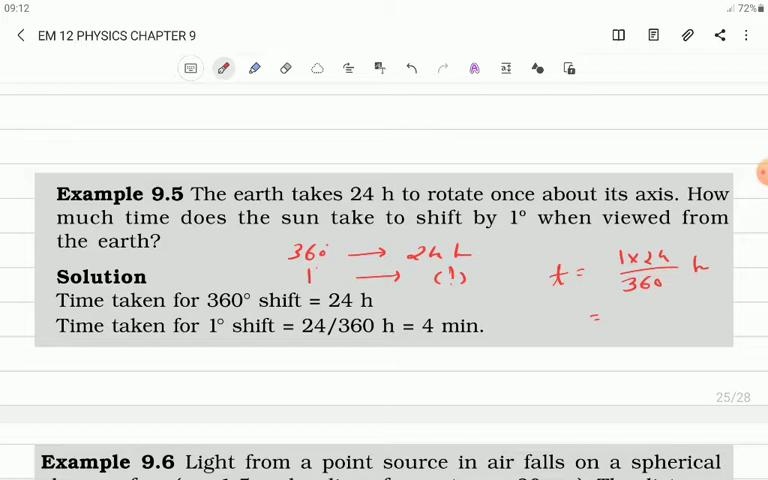 09:12 72%
EM 12 PHYSICS CHAPTER 9
Example 9.5 The earth takes 24 h to rotate once about its axis. How
much time does the sun take to shift by 1° when viewed from
the earth?
360° → 24 h
Solution
1° → (?)
t = 1 × 24 / 360 h
Time taken for 360° shift = 24 h
=
Time taken for 1° shift = 24/360 h = 4 min.
25/28
Example 9.6 Light from a point source in air falls on a spherical